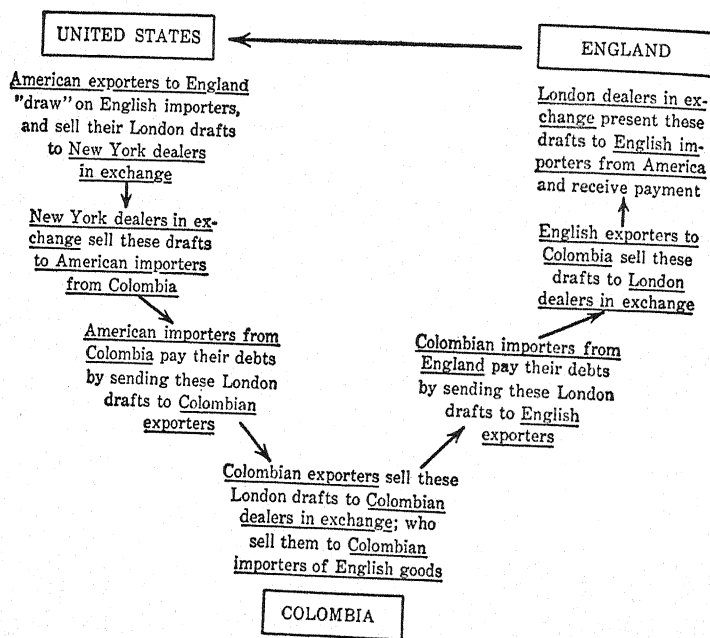 UNITED STATES
American exporters to England
"draw" on English importers,
and sell their London drafts
to New York dealers
in exchange
New York dealers in ex-
change sell these drafts
to American importers
from Colombia
American importers from
Colombia pay their debts
by sending these London
drafts to Colombian
exporters
Colombian exporters sell these
London drafts to Colombian
dealers in exchange; who
sell them to Colombian
importers of English goods
COLOMBIA
Colombian importers from
England pay their debts
by sending these London
drafts to English
exporters
English exporters to
Colombia sell these
drafts to London
dealers in exchange
London dealers in ex-
change present these
drafts to English im-
porters from America
and receive payment
ENGLAND